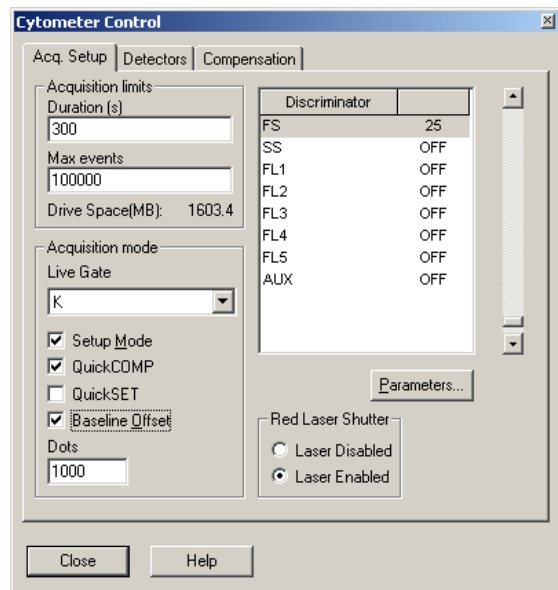 Cytometer Control
Acq. Setup
Detectors
Compensation
Acquisition limits
Duration (s)
300
Max events
100000
Drive Space(MB): 1603.4
Acquisition mode
Live Gate
K
Setup Mode
QuickCOMP
QuickSET
Baseline Offset
Dots
1000
Discriminator
FS 25
SS OFF
FL1 OFF
FL2 OFF
FL3 OFF
FL4 OFF
FL5 OFF
AUX OFF
Parameters...
Red Laser Shutter
Laser Disabled
Laser Enabled
Close
Help